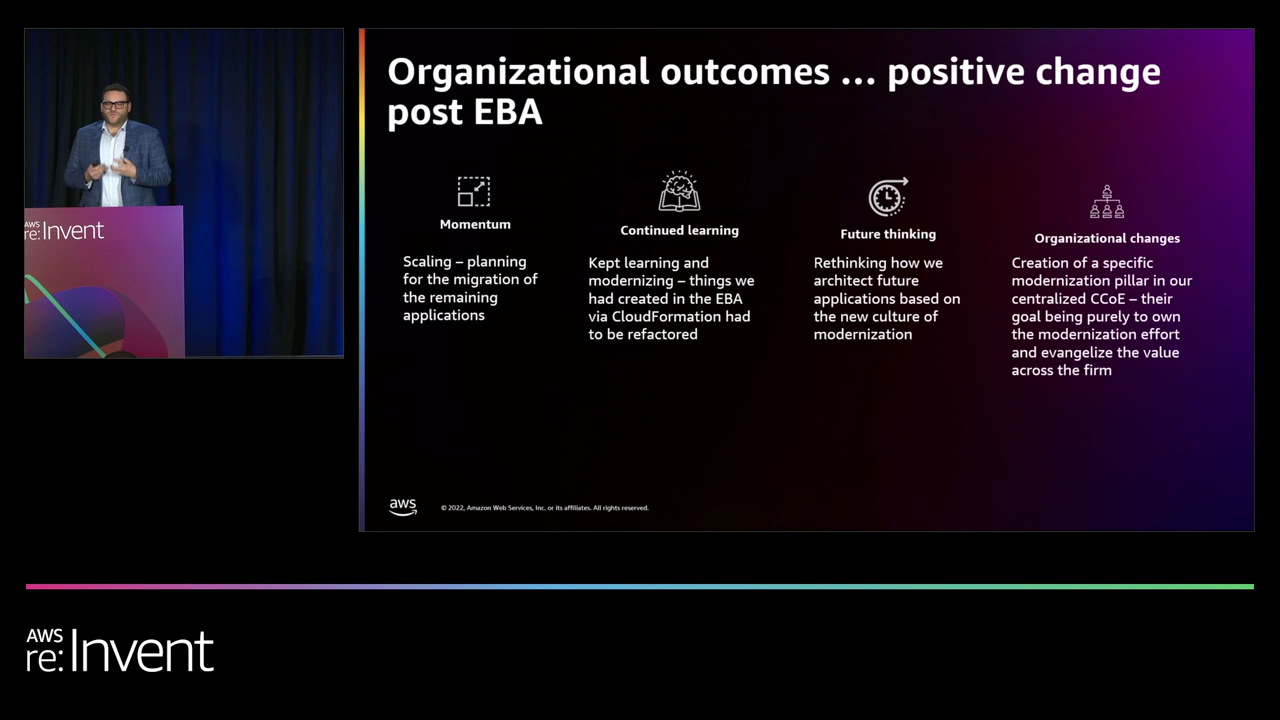 AWS
re:Invent
Organizational outcomes ... positive change
post EBA
Momentum
Scaling – planning
for the migration of
the remaining
applications
Continued learning
Kept learning and
modernizing – things we
had created in the EBA
via CloudFormation had
to be refactored
Future thinking
Rethinking how we
architect future
applications based on
the new culture of
modernization
Organizational changes
Creation of a specific
modernization pillar in our
centralized CCoE – their
goal being purely to own
the modernization effort
and evangelize the value
across the firm
aws
© 2022, Amazon Web Services, Inc. or its affiliates. All rights reserved.
AWS
re:Invent